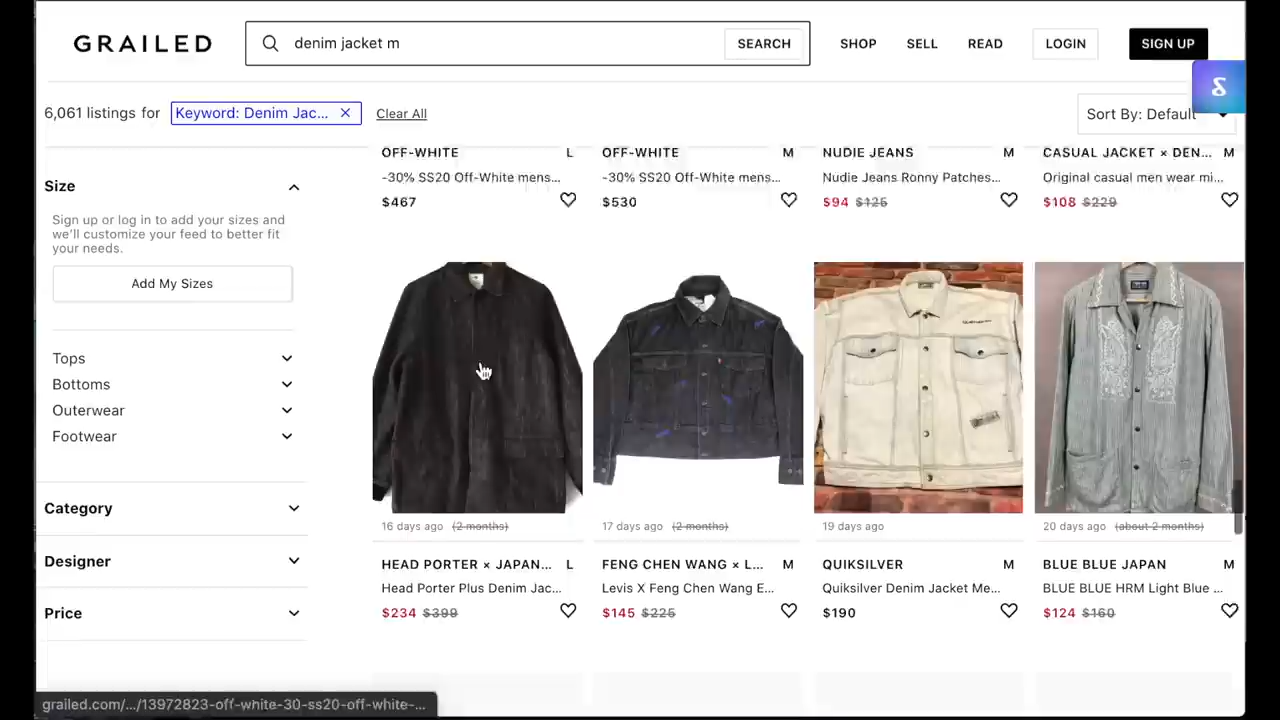 GRAILED
denim jacket m
SEARCH
SHOP
SELL
READ
LOGIN
SIGN UP
6,061 listings for
Keyword: Denim Jac...
Clear All
Sort By: Default
Size
Sign up or log in to add your sizes and
we'll customize your feed to better fit
your needs.
Add My Sizes
Tops
Bottoms
Outerwear
Footwear
Category
Designer
Price
OFF-WHITE L
-30% SS20 Off-White mens...
$467
OFF-WHITE M
-30% SS20 Off-White mens...
$530
NUDIE JEANS M
Nudie Jeans Ronny Patches...
$94 $125
CASUAL JACKET × DEN... M
Original casual men wear mi...
$108 $229
16 days ago (2 months)
HEAD PORTER × JAPAN... L
Head Porter Plus Denim Jac...
$234 $399
17 days ago (2 months)
FENG CHEN WANG × L... M
Levis X Feng Chen Wang E...
$145 $225
19 days ago
QUIKSILVER M
Quiksilver Denim Jacket Me...
$190
20 days ago (about 2 months)
BLUE BLUE JAPAN M
BLUE BLUE HRM Light Blue ...
$124 $160
grailed.com/.../13972823-off-white-30-ss20-off-white-...